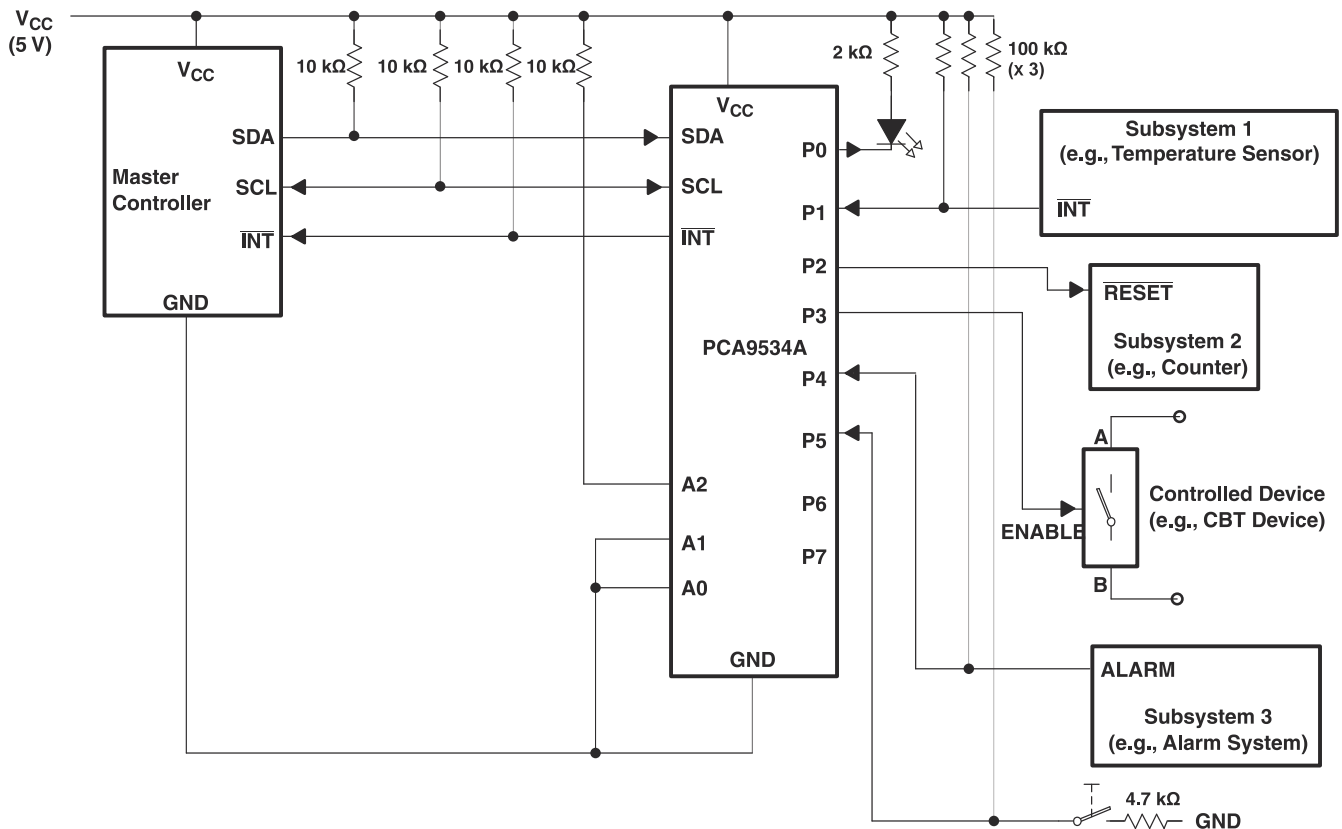 VCC
(5 V)
VCC
SDA
SCL
INT
Master
Controller
GND
10 kΩ
10 kΩ
10 kΩ
10 kΩ
VCC
SDA
SCL
INT
PCA9534A
A2
A1
A0
GND
P0
P1
P2
P3
P4
P5
P6
P7
2 kΩ
100 kΩ
(x 3)
Subsystem 1
(e.g., Temperature Sensor)
INT
RESET
Subsystem 2
(e.g., Counter)
A
ENABLE
B
Controlled Device
(e.g., CBT Device)
ALARM
Subsystem 3
(e.g., Alarm System)
4.7 kΩ
GND